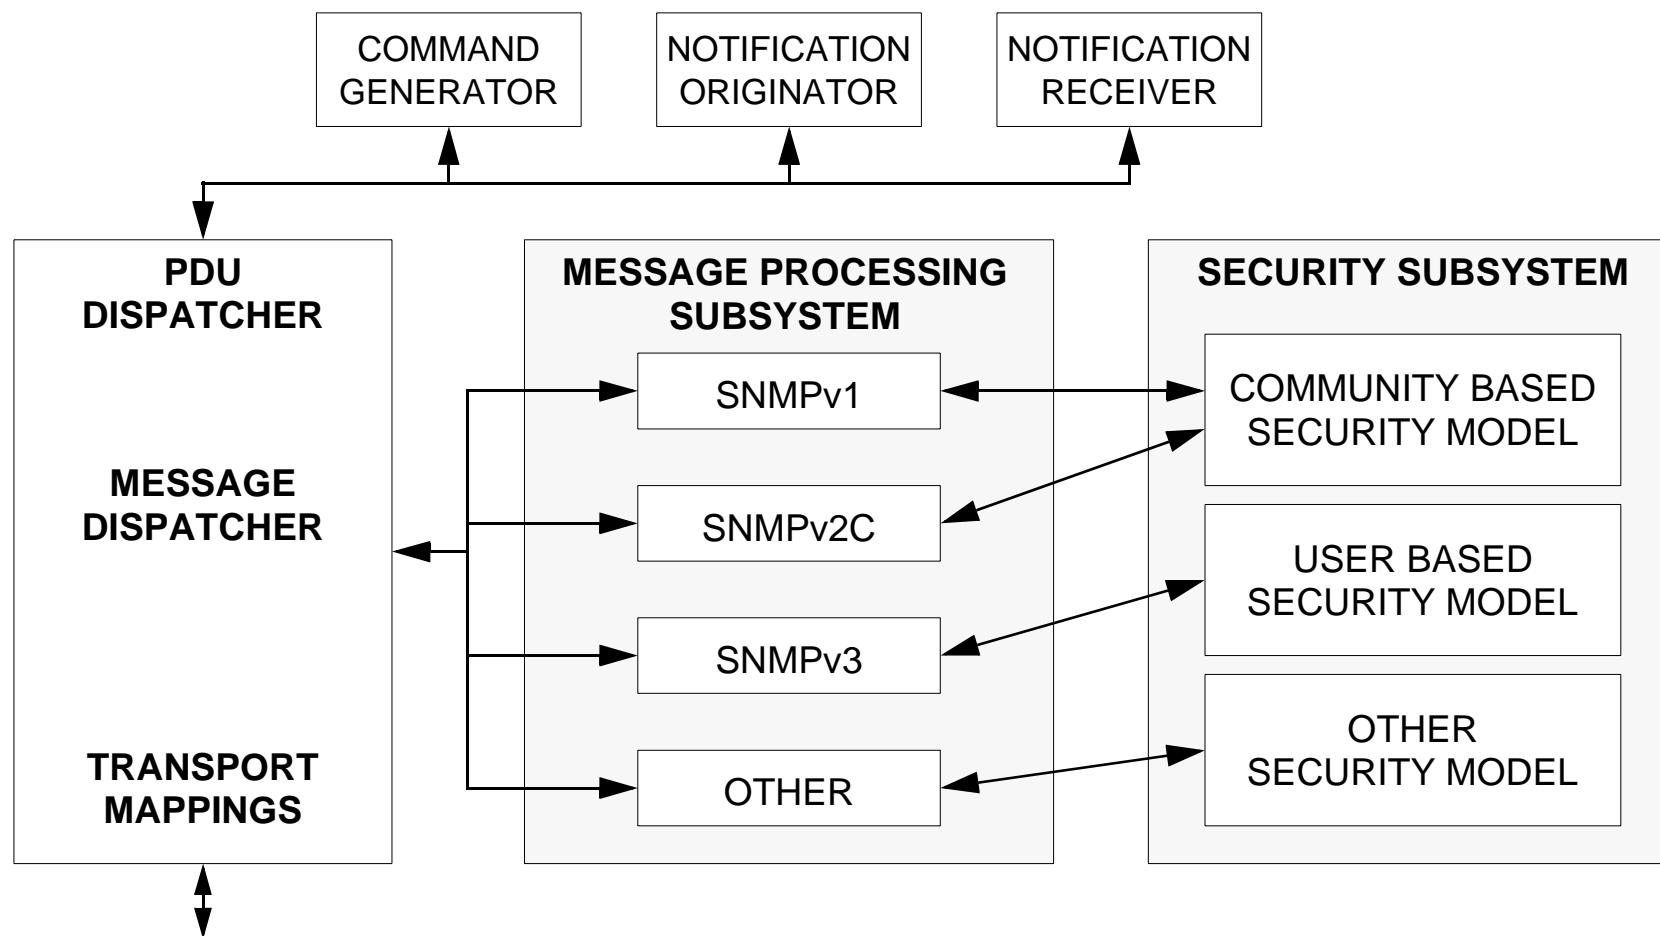 COMMAND
GENERATOR
NOTIFICATION
ORIGINATOR
NOTIFICATION
RECEIVER
PDU
DISPATCHER
MESSAGE
DISPATCHER
TRANSPORT
MAPPINGS
MESSAGE PROCESSING
SUBSYSTEM
SNMPv1
SNMPv2C
SNMPv3
OTHER
SECURITY SUBSYSTEM
COMMUNITY BASED
SECURITY MODEL
USER BASED
SECURITY MODEL
OTHER
SECURITY MODEL